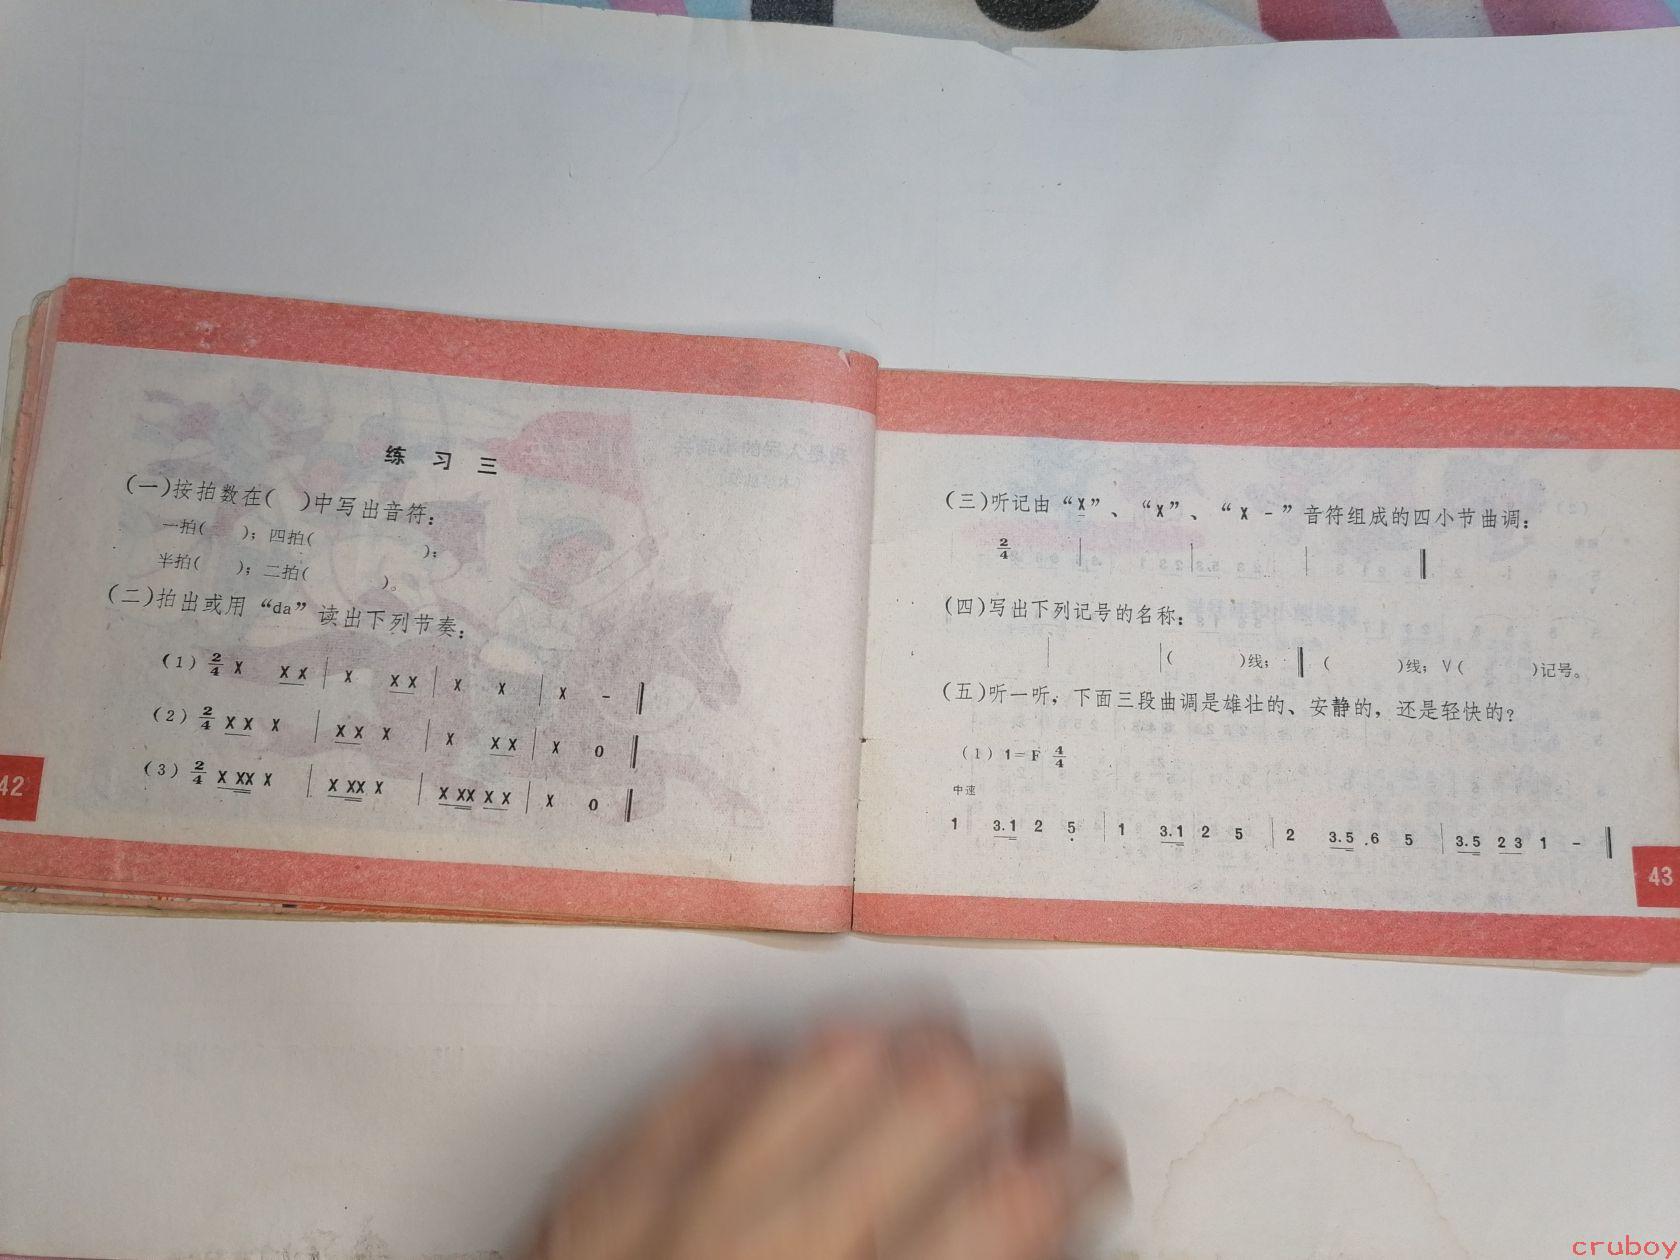 练习三
(一)按拍数在(　)中写出音符:
一拍(　); 四拍(　);
半拍(　); 二拍(　)。
(二)拍出或用“da”读出下列节奏:
(1) 2/4 X X X | X X X | X X | X － ‖
(2) 2/4 X X X | X X X | X X X | X 0 ‖
(3) 2/4 X XX X | X XX X | X XX X X | X 0 ‖
42
(三)听记由“X”、“X”、“X －”音符组成的四小节曲调:
2/4 | | | ‖
(四)写出下列记号的名称:
| |(　)线; ‖ (　)线; V(　)记号。
(五)听一听, 下面三段曲调是雄壮的、安静的, 还是轻快的?
(1) 1=F 4/4
中速
1 3.1 2 5 | 1 3.1 2 5 | 2 3.5 .6 5 | 3.5 2 3 1 － ‖
43
cruboy